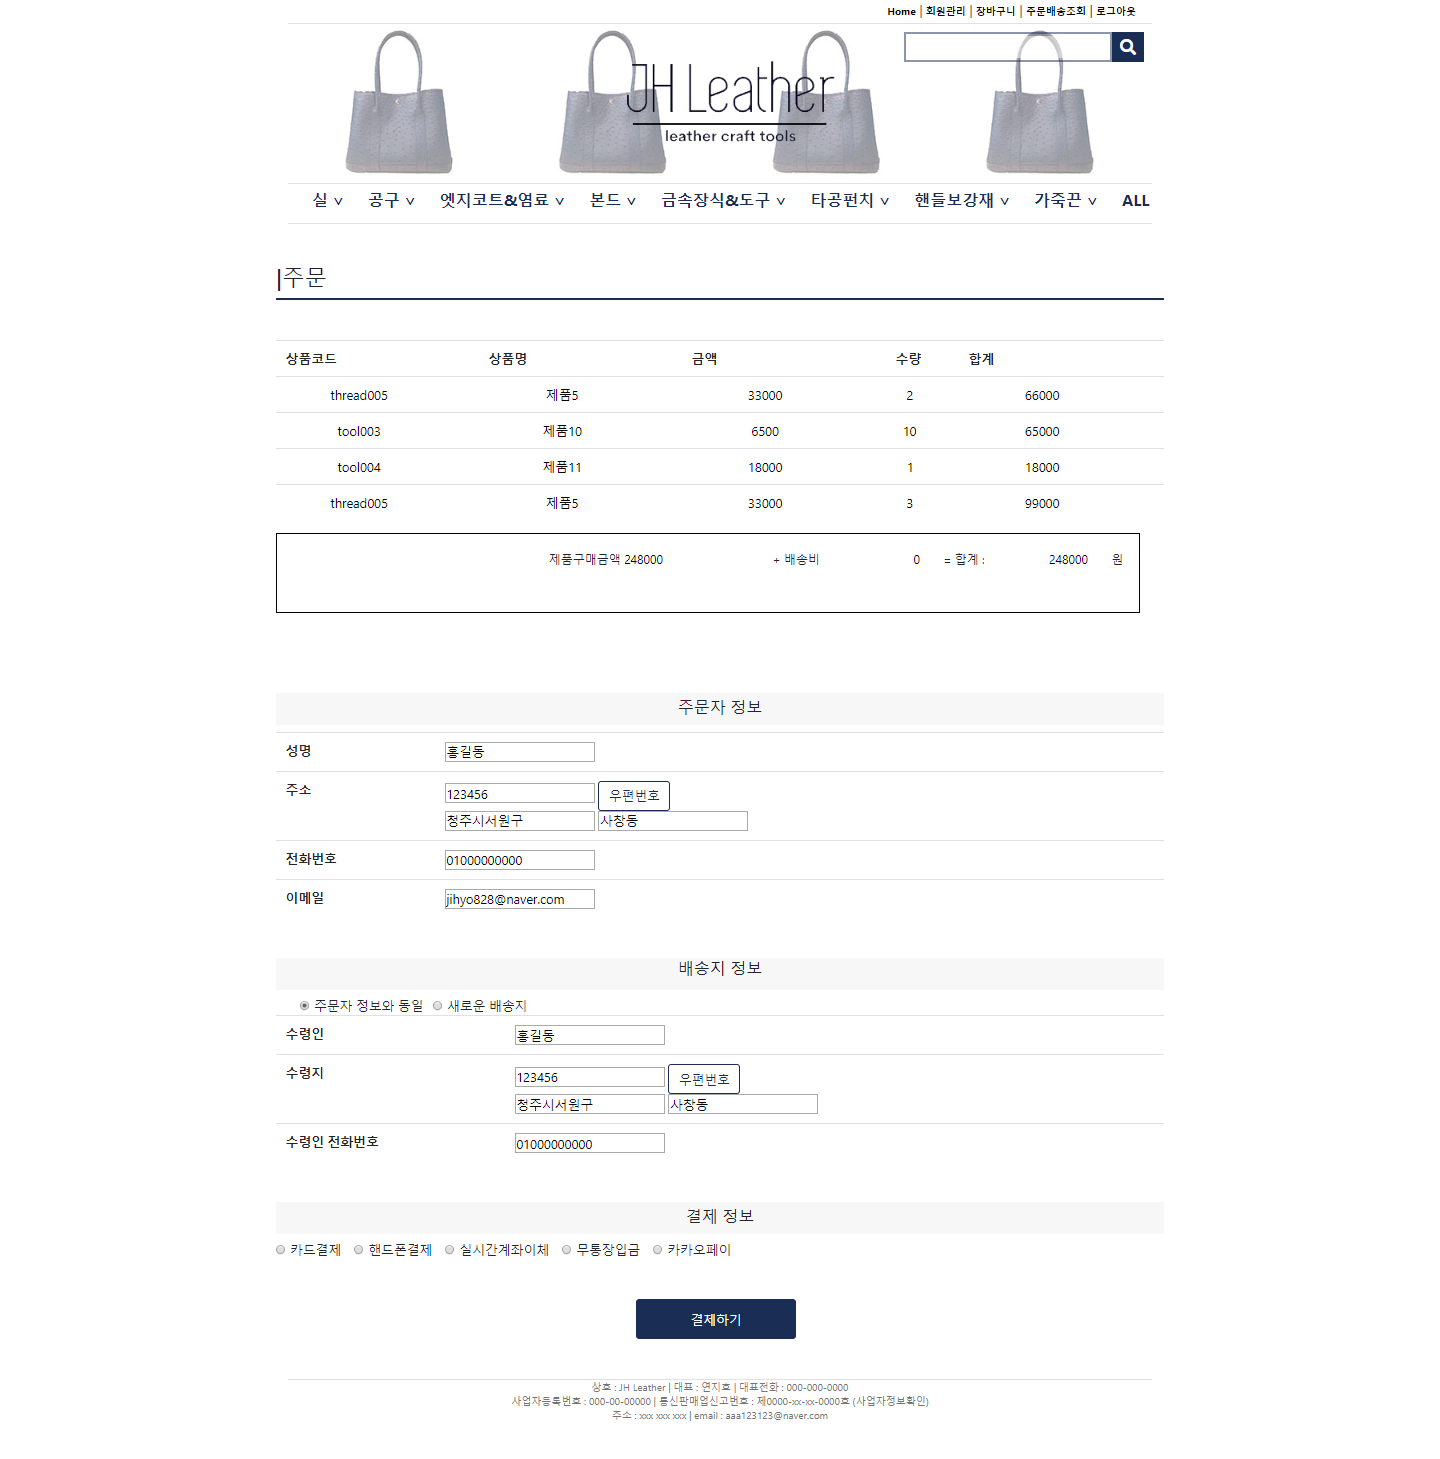 Home | 회원관리 | 장바구니 | 주문배송조회 | 로그아웃
JH Leather
leather craft tools
실 ∨ 공구 ∨ 엣지코트&염료 ∨ 본드 ∨ 금속장식&도구 ∨ 타공펀치 ∨ 핸들보강재 ∨ 가죽끈 ∨ ALL
|주문
상품코드 상품명 금액 수량 합계
thread005 제품5 33000 2 66000
tool003 제품10 6500 10 65000
tool004 제품11 18000 1 18000
thread005 제품5 33000 3 99000
제품구매금액 248000 + 배송비 0 = 합계 : 248000 원
주문자 정보
성명 홍길동
주소 123456 우편번호
청주시서원구 사창동
전화번호 01000000000
이메일 jihyo828@naver.com
배송지 정보
주문자 정보와 동일 새로운 배송지
수령인 홍길동
수령지 123456 우편번호
청주시서원구 사창동
수령인 전화번호 01000000000
결제 정보
카드결제 핸드폰결제 실시간계좌이체 무통장입금 카카오페이
결제하기
상호 : JH Leather | 대표 : 연지효 | 대표전화 : 000-000-0000
사업자등록번호 : 000-00-00000 | 통신판매업신고번호 : 제0000-xx-xx-0000호 (사업자정보확인)
주소 : xxx xxx xxx | email : aaa123123@naver.com